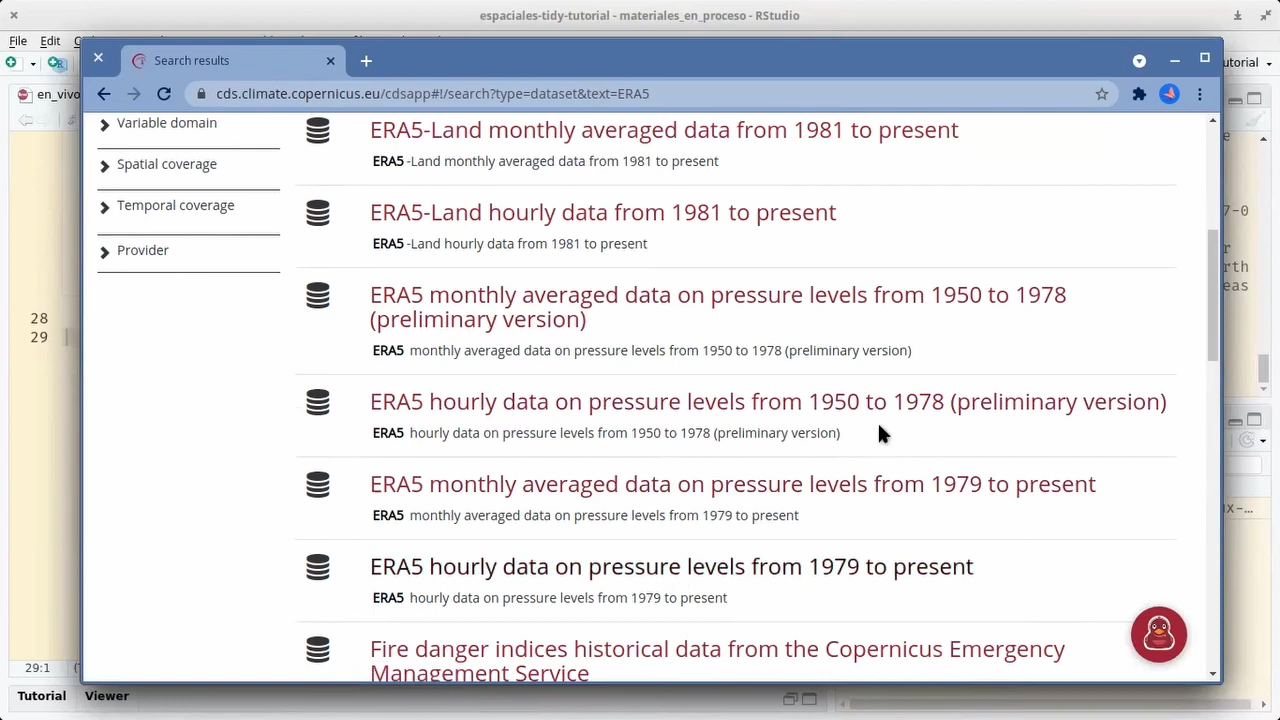 espaciales-tidy-tutorial - materiales_en_proceso - RStudio
File Edit
Search results
utorial
cds.climate.copernicus.eu/cdsapp#!/search?type=dataset&text=ERA5
en_vivo
Variable domain
Spatial coverage
Temporal coverage
Provider
ERA5-Land monthly averaged data from 1981 to present
ERA5 -Land monthly averaged data from 1981 to present
ERA5-Land hourly data from 1981 to present
ERA5 -Land hourly data from 1981 to present
ERA5 monthly averaged data on pressure levels from 1950 to 1978
(preliminary version)
ERA5 monthly averaged data on pressure levels from 1950 to 1978 (preliminary version)
ERA5 hourly data on pressure levels from 1950 to 1978 (preliminary version)
ERA5 hourly data on pressure levels from 1950 to 1978 (preliminary version)
ERA5 monthly averaged data on pressure levels from 1979 to present
ERA5 monthly averaged data on pressure levels from 1979 to present
ERA5 hourly data on pressure levels from 1979 to present
ERA5 hourly data on pressure levels from 1979 to present
Fire danger indices historical data from the Copernicus Emergency
Management Service
28
29
7-0
r
rth
eas
29:1
Tutorial Viewer